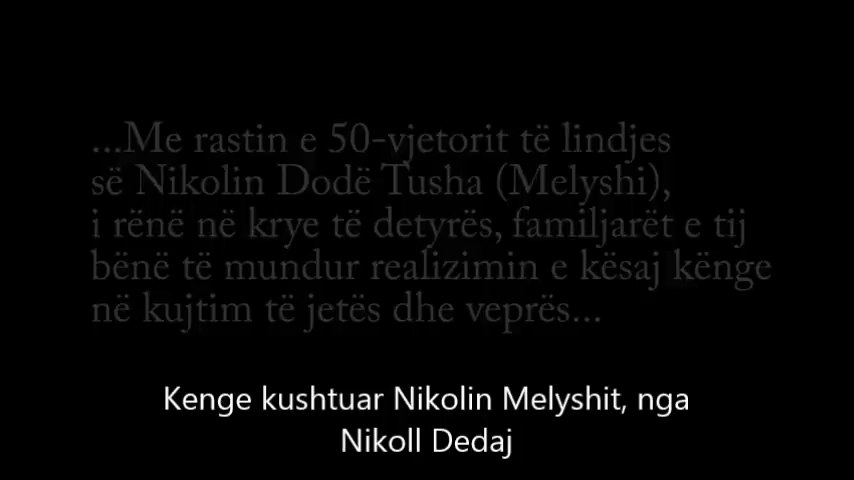 ...Me rastin e 50-vjetorit të lindjes
së Nikolin Dodë Tusha (Melyshi),
i rënë në krye të detyrës, familjarët e tij
bënë të mundur realizimin e kësaj kënge
në kujtim të jetës dhe veprës...
Kenge kushtuar Nikolin Melyshit, nga
Nikoll Dedaj